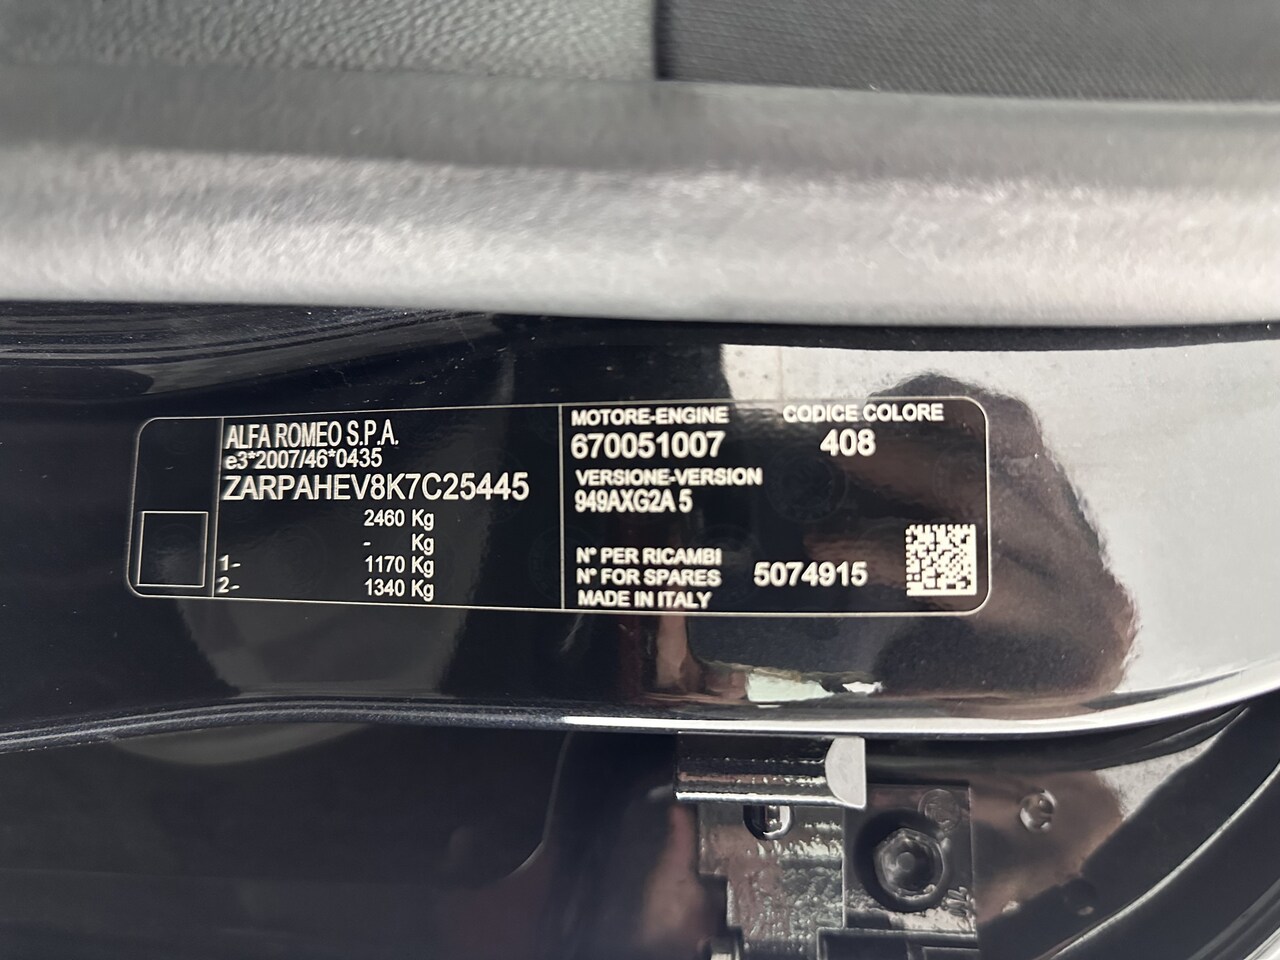 ALFA ROMEO S.P.A.
e3*2007/46*0435
ZARPAHEV8K7C25445
2460 Kg
- Kg
1- 1170 Kg
2- 1340 Kg
MOTORE-ENGINE
670051007
CODICE COLORE
408
VERSIONE-VERSION
949AXG2A 5
N° PER RICAMBI
N° FOR SPARES 5074915
MADE IN ITALY